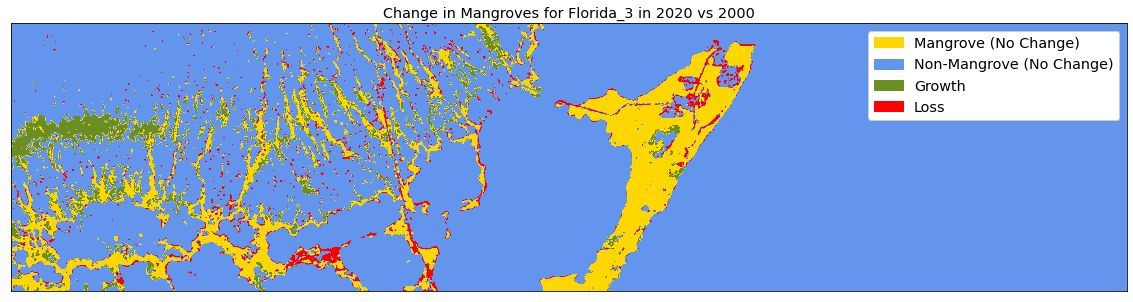 Change in Mangroves for Florida_3 in 2020 vs 2000
Mangrove (No Change)
Non-Mangrove (No Change)
Growth
Loss